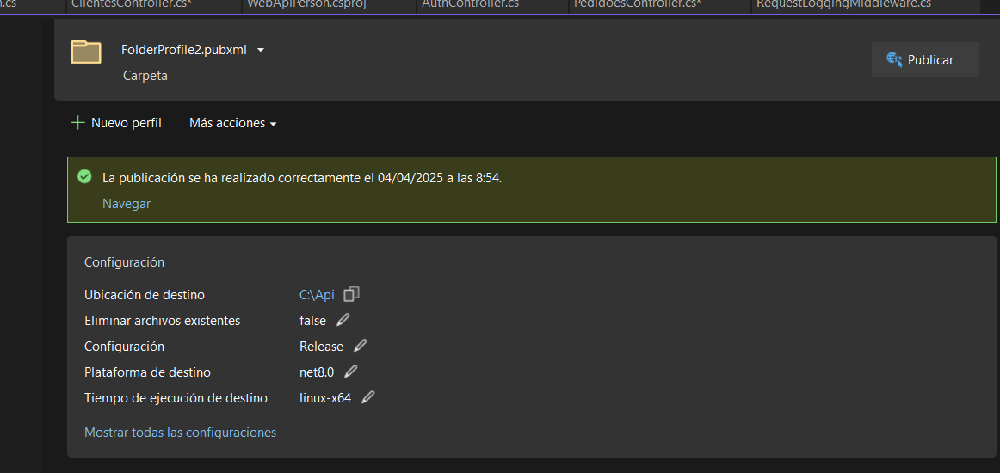 ClientesController.cs*
WebApiPerson.csproj
AuthController.cs
PedidoesController.cs*
RequestLoggingMiddleware.cs
FolderProfile2.pubxml
Carpeta
Publicar
Nuevo perfil Más acciones
La publicación se ha realizado correctamente el 04/04/2025 a las 8:54.
Navegar
Configuración
Ubicación de destino C:\Api
Eliminar archivos existentes false
Configuración Release
Plataforma de destino net8.0
Tiempo de ejecución de destino linux-x64
Mostrar todas las configuraciones